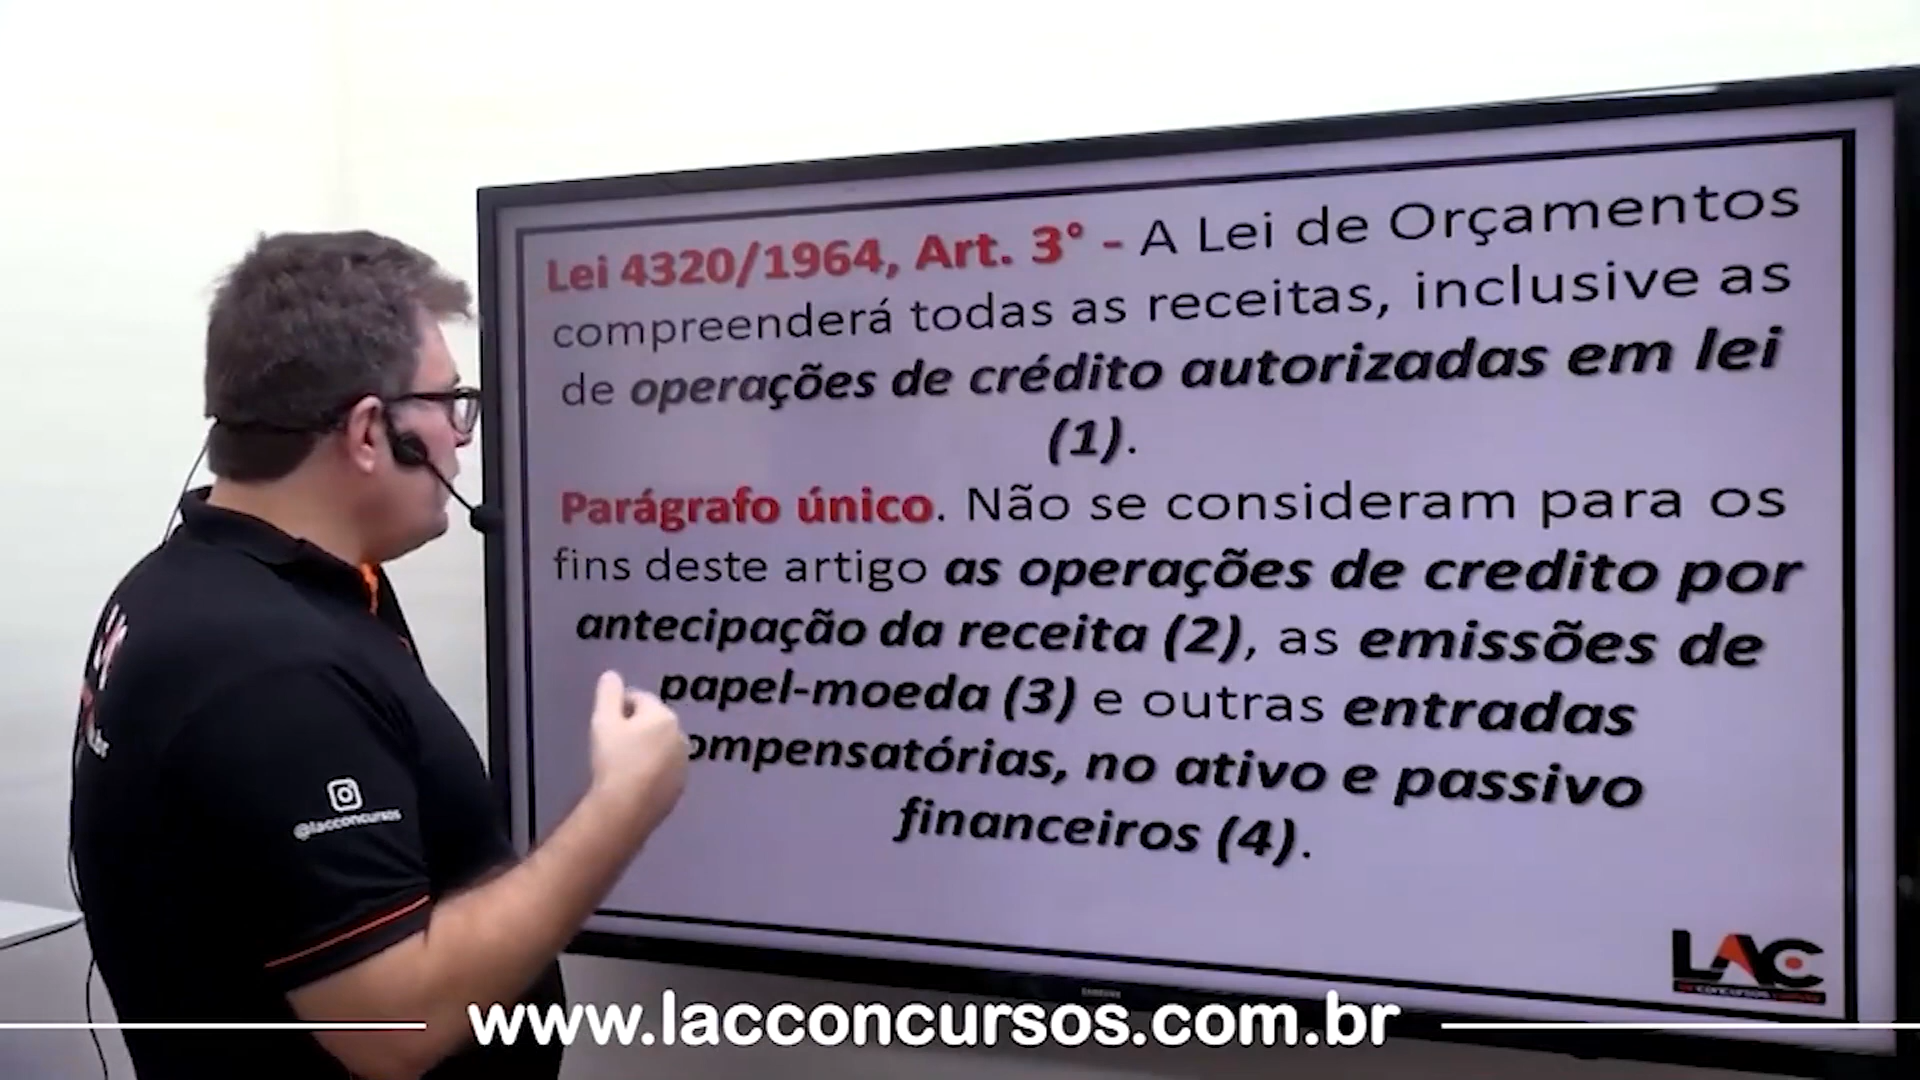 Lei 4320/1964, Art. 3° - A Lei de Orçamentos
compreenderá todas as receitas, inclusive as
de operações de crédito autorizadas em lei
(1).
Parágrafo único. Não se consideram para os
fins deste artigo as operações de credito por
antecipação da receita (2), as emissões de
papel-moeda (3) e outras entradas
ompensatórias, no ativo e passivo
financeiros (4).
@lacconcursos
LAC
SAMSUNG
www.lacconcursos.com.br